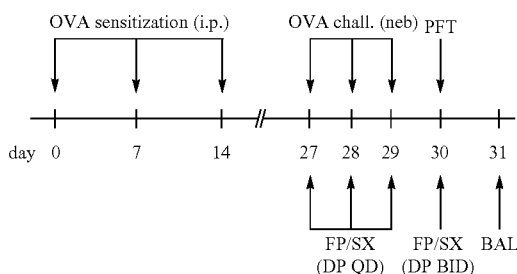 OVA sensitization (i.p.) OVA chall. (neb) PFT
day 0 7 14 27 28 29 30 31
FP/SX FP/SX BAL
(DP QD) (DP BID)